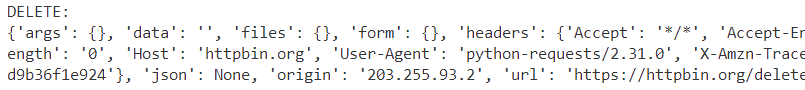 DELETE:
{'args': {}, 'data': '', 'files': {}, 'form': {}, 'headers': {'Accept': '*/*', 'Accept-En
ength': '0', 'Host': 'httpbin.org', 'User-Agent': 'python-requests/2.31.0', 'X-Amzn-Trace
d9b36f1e924'}, 'json': None, 'origin': '203.255.93.2', 'url': 'https://httpbin.org/delete